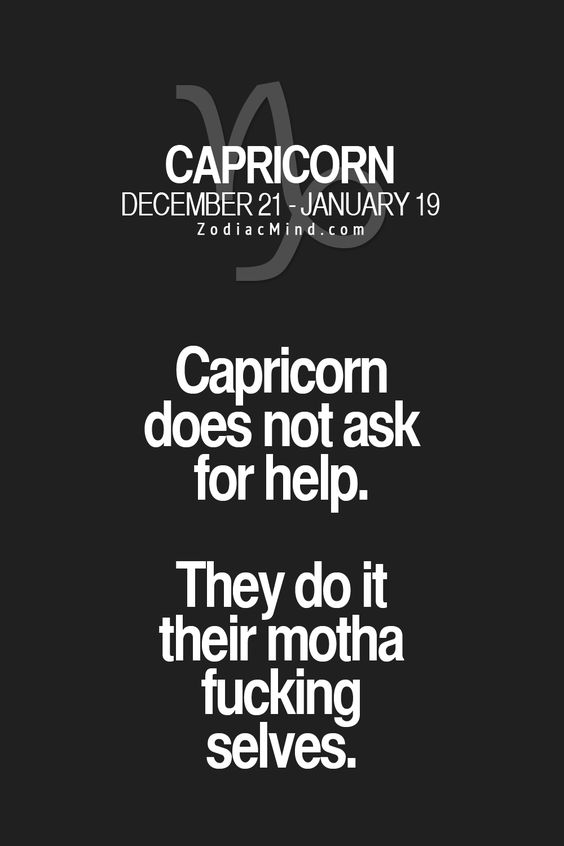 CAPRICORN
DECEMBER 21 - JANUARY 19
ZodiacMind.com
Capricorn
does not ask
for help.
They do it
their motha
fucking
selves.